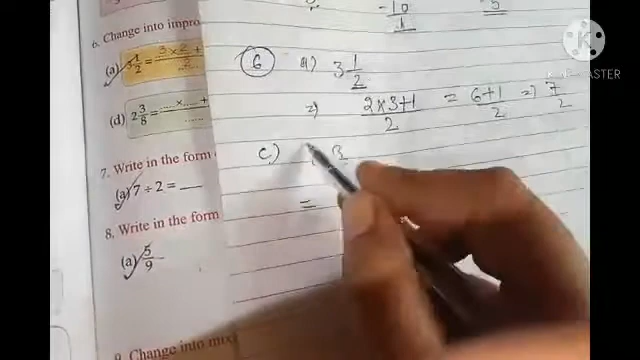 -10 5
1
6. Change into impro
(a) 3 1/2 = 3 × 2 + / 2
(d) 2 3/8 = ....×.... + / ......
7. Write in the form
(a) 7 ÷ 2 = ___
8. Write in the form
(a) 5/9
9. Change into mix
6 a) 3 1/2
=) 2×3+1 / 2 = 6+1 / 2 => 7/2
c)
=
KINEMASTER